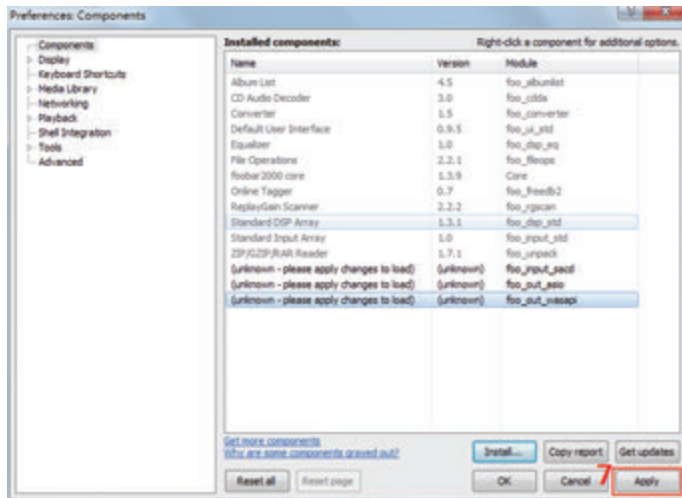 Preferences: Components
Components
Display
Keyboard Shortcuts
Media Library
Networking
Playback
Shell Integration
Tools
Advanced
Installed components: Right-click a component for additional options.
Name Version Module
Album List 4.5 foo_albumlist
CD Audio Decoder 3.0 foo_cdda
Converter 1.5 foo_converter
Default User Interface 0.9.5 foo_ui_std
Equalizer 1.0 foo_dsp_eq
File Operations 2.2.1 foo_fileops
foobar2000 core 1.3.9 Core
Online Tagger 0.7 foo_freedb2
ReplayGain Scanner 2.2.2 foo_rgscan
Standard DSP Array 1.3.1 foo_dsp_std
Standard Input Array 1.0 foo_input_std
ZIP/GZIP/RAR Reader 1.7.1 foo_unpack
(unknown - please apply changes to load) (unknown) foo_input_sacd
(unknown - please apply changes to load) (unknown) foo_out_asio
(unknown - please apply changes to load) (unknown) foo_out_wasapi
Get more components
Why are some components grayed out?
Install... Copy report Get updates
Reset all Reset page OK Cancel 7 Apply